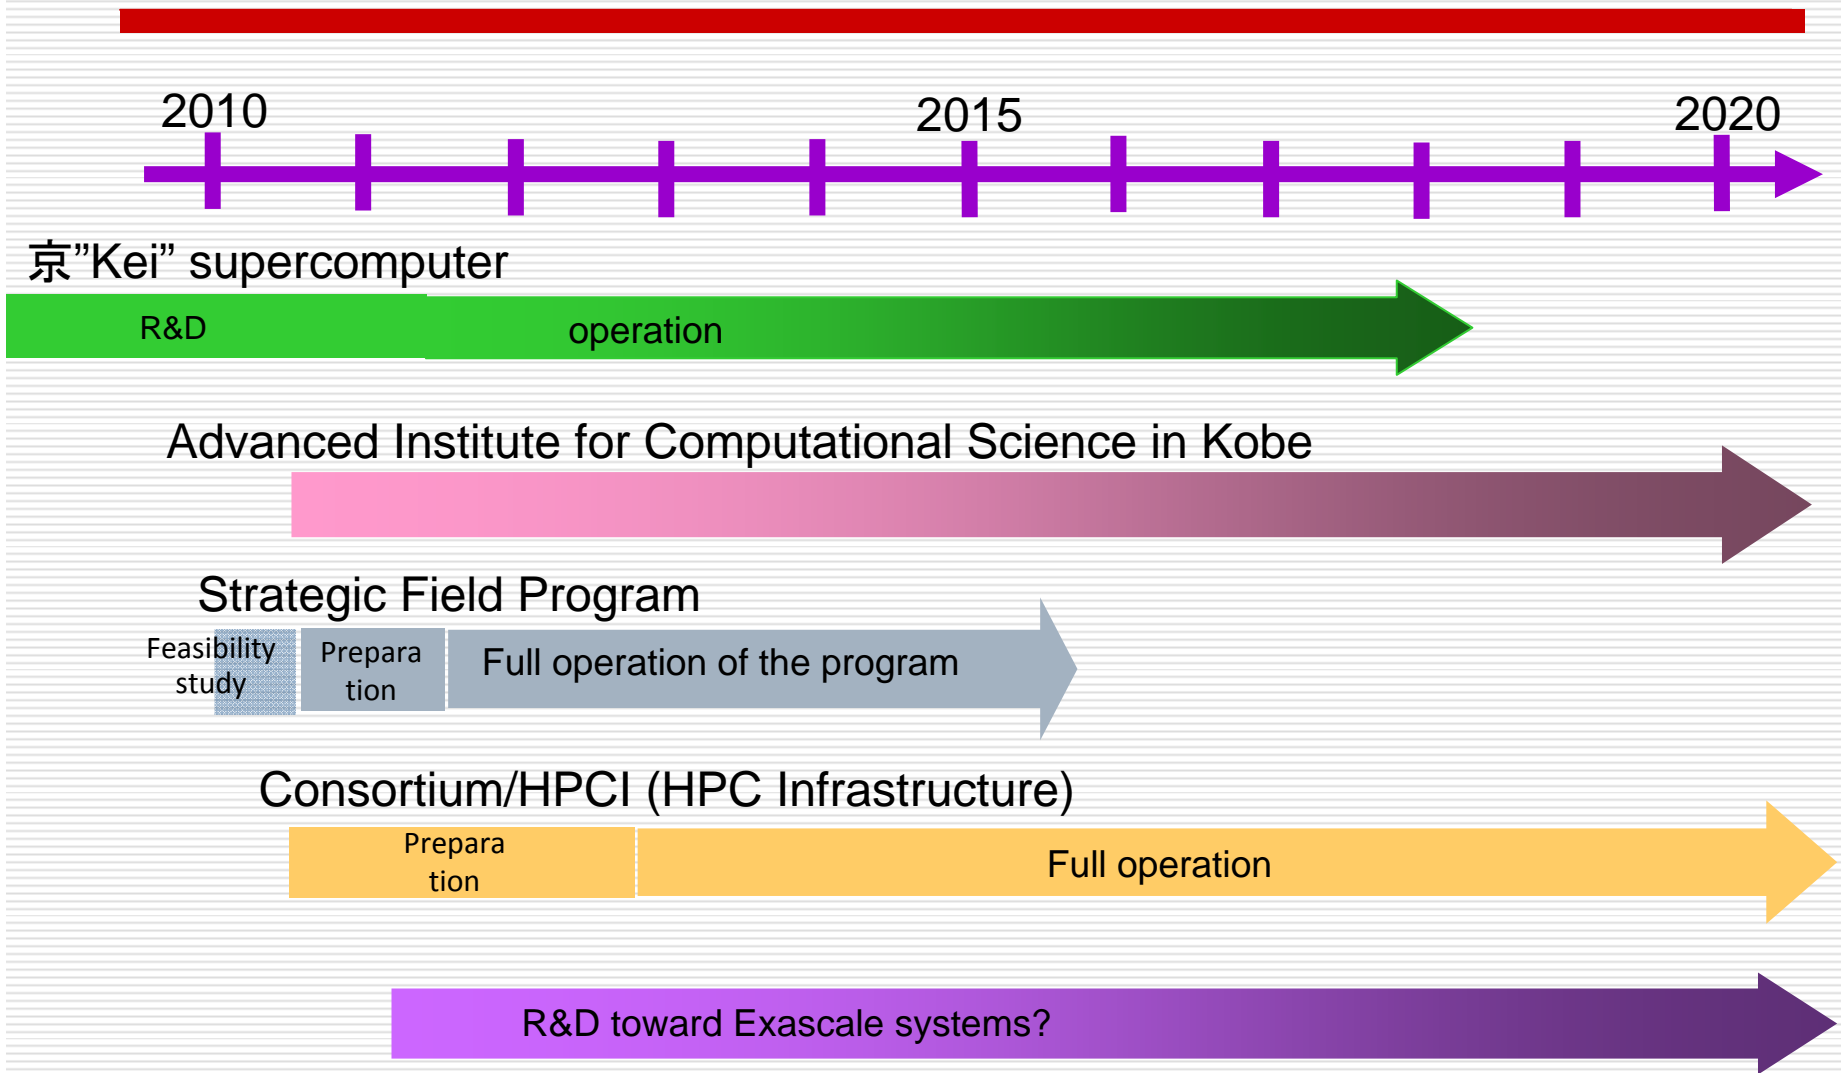 2010 2015 2020
京”Kei” supercomputer
R&D operation
Advanced Institute for Computational Science in Kobe
Strategic Field Program
Feasibility
study
Prepara
tion
Full operation of the program
Consortium/HPCI (HPC Infrastructure)
Prepara
tion
Full operation
R&D toward Exascale systems?